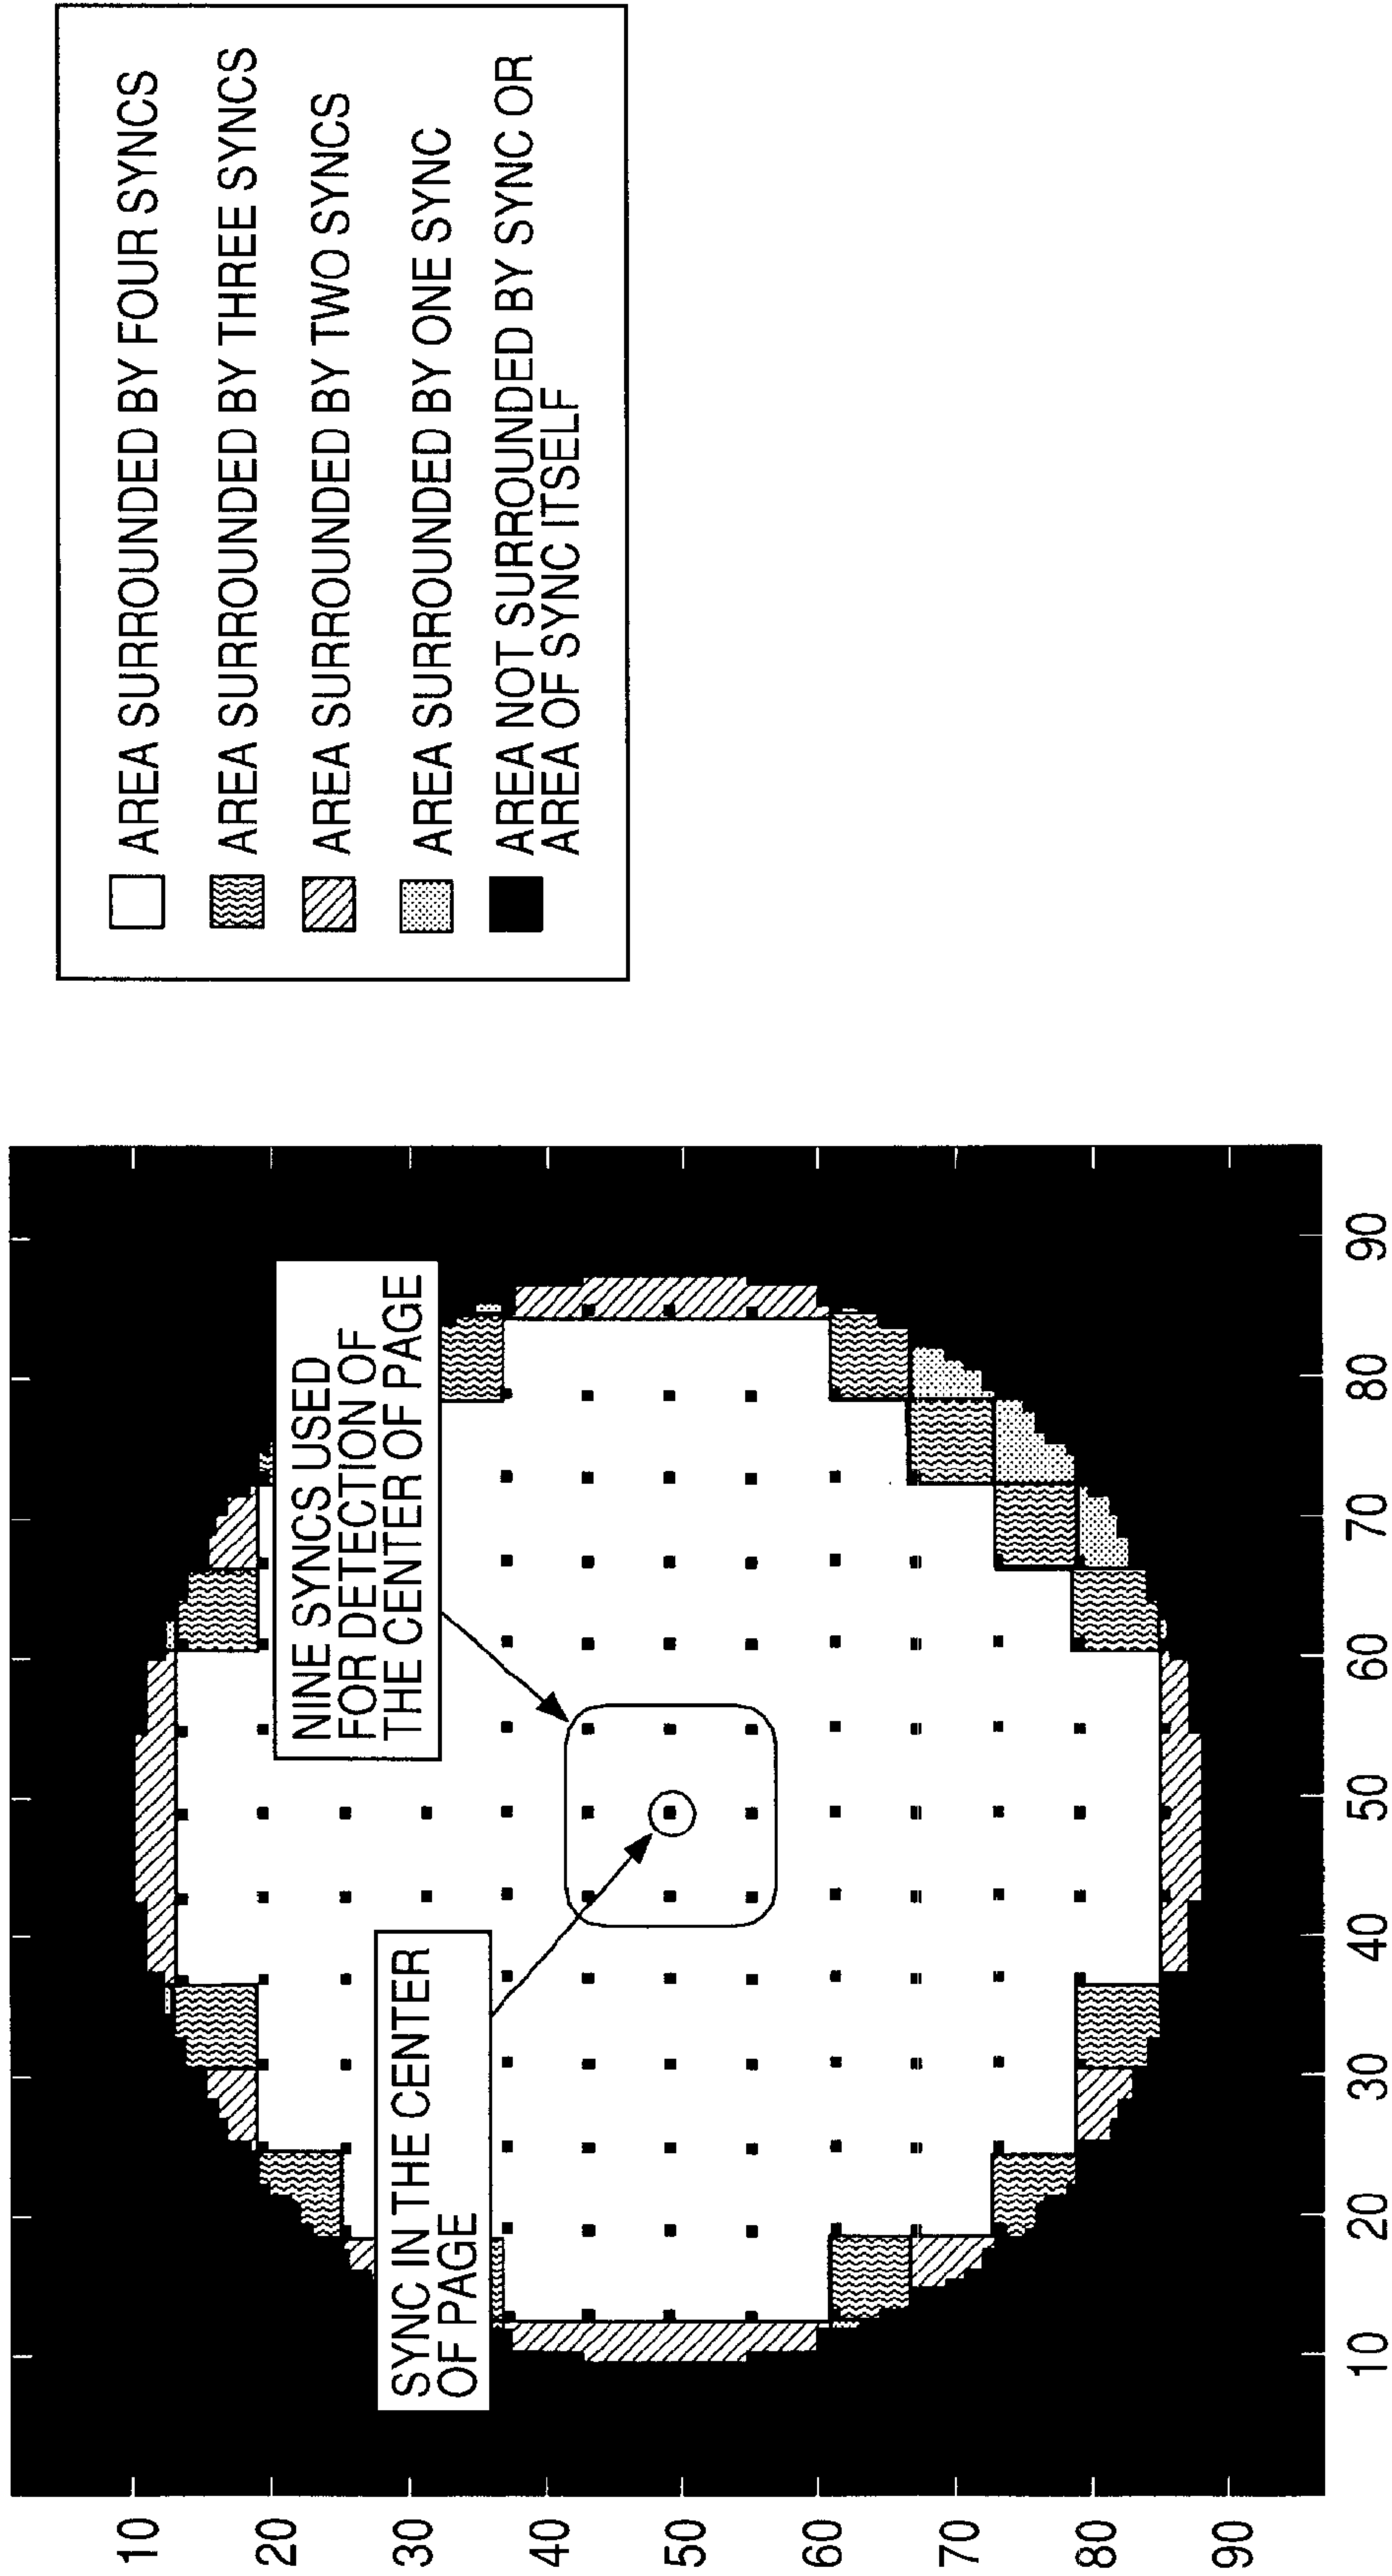 AREA SURROUNDED BY FOUR SYNCS
AREA SURROUNDED BY THREE SYNCS
AREA SURROUNDED BY TWO SYNCS
AREA SURROUNDED BY ONE SYNC
AREA NOT SURROUNDED BY SYNC OR
AREA OF SYNC ITSELF
NINE SYNCS USED
FOR DETECTION OF
THE CENTER OF PAGE
SYNC IN THE CENTER
OF PAGE
10
20
30
40
50
60
70
80
90
10
20
30
40
50
60
70
80
90